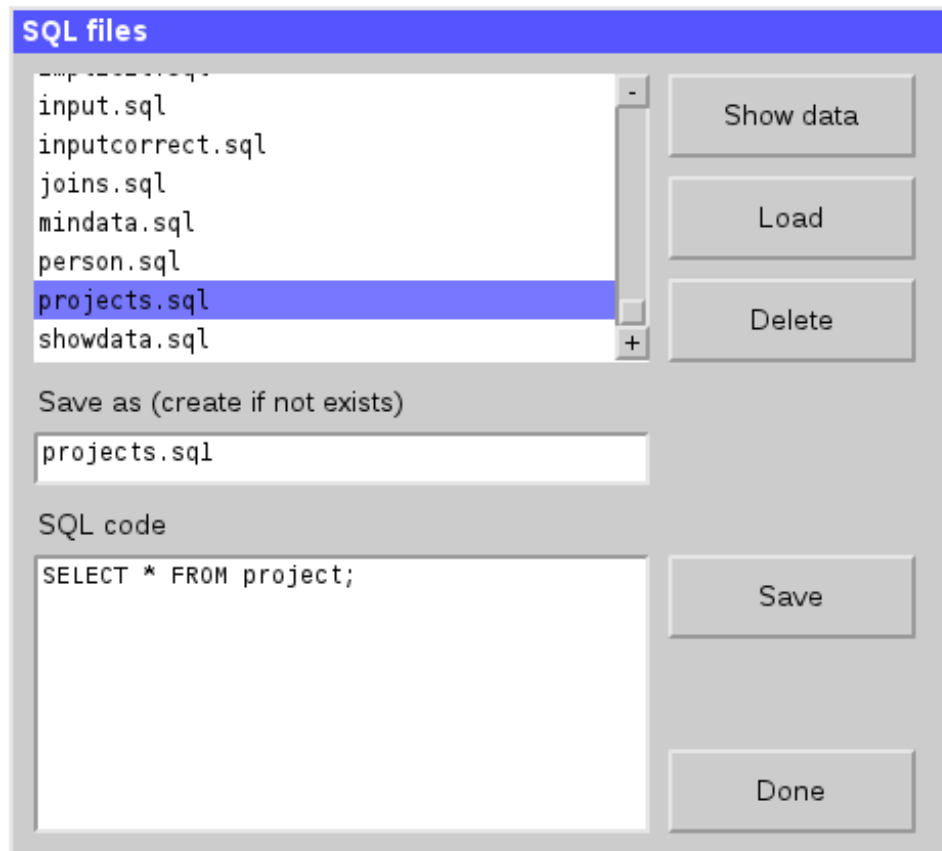 SQL files
input.sql
inputcorrect.sql
joins.sql
mindata.sql
person.sql
projects.sql
showdata.sql
-
+
Show data
Load
Delete
Save as (create if not exists)
projects.sql
SQL code
SELECT * FROM project;
Save
Done